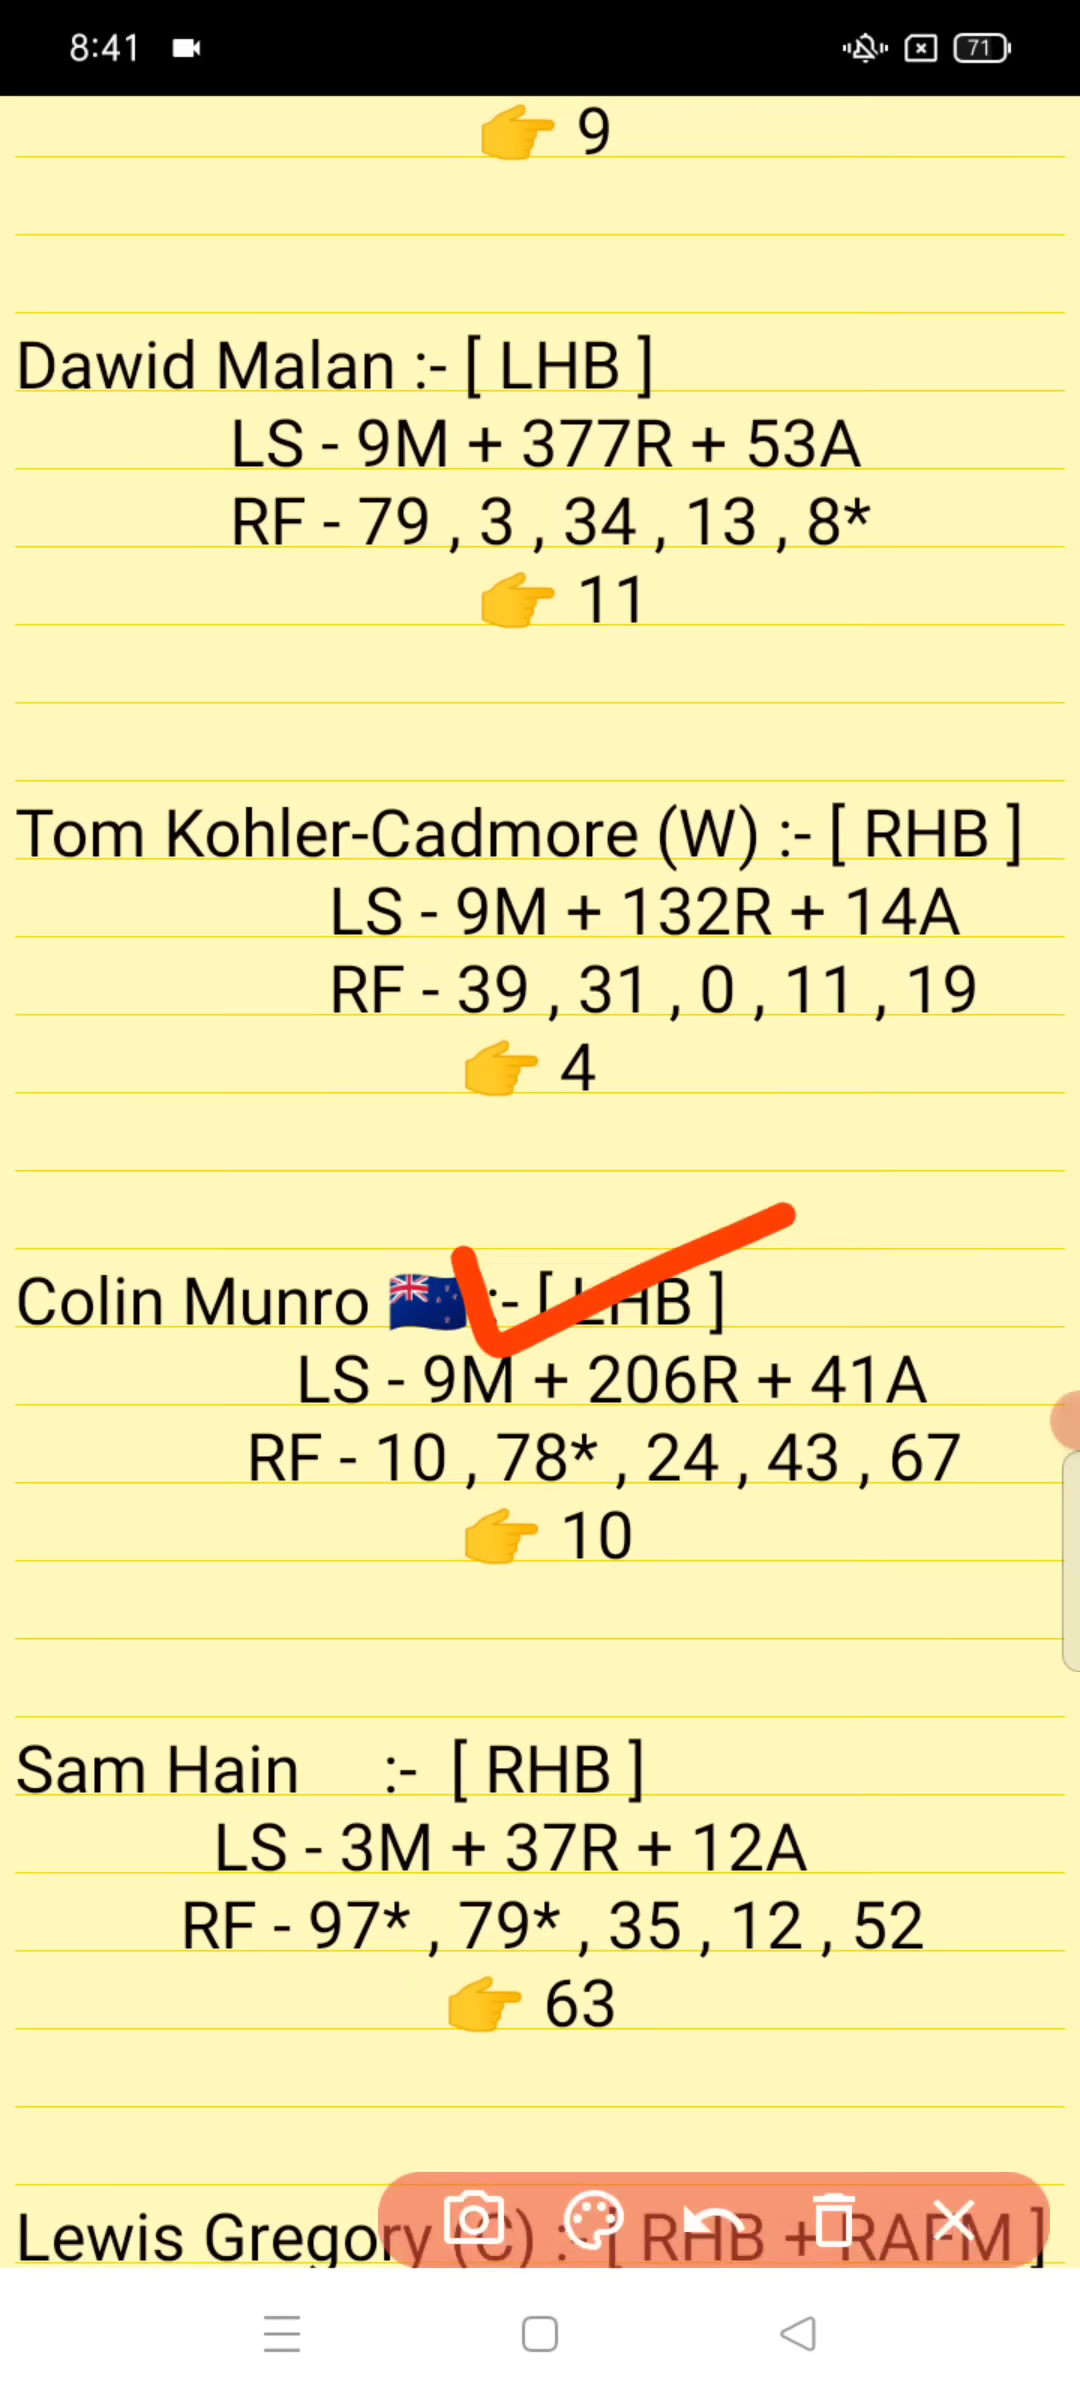 8:41 71
👉 9
Dawid Malan :- [ LHB ]
LS - 9M + 377R + 53A
RF - 79 , 3 , 34 , 13 , 8*
👉 11
Tom Kohler-Cadmore (W) :- [ RHB ]
LS - 9M + 132R + 14A
RF - 39 , 31 , 0 , 11 , 19
👉 4
Colin Munro 🇳🇿 :- [ LHB ]
LS - 9M + 206R + 41A
RF - 10 , 78* , 24 , 43 , 67
👉 10
Sam Hain :- [ RHB ]
LS - 3M + 37R + 12A
RF - 97* , 79* , 35 , 12 , 52
👉 63
Lewis Gregory (C) :- [ RHB + RAFM ]